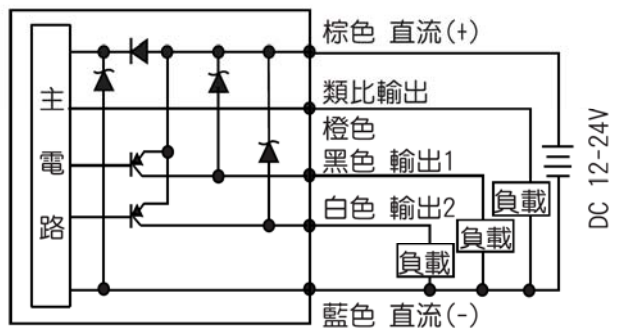 棕色 直流(+)
類比輸出
橙色
黑色 輸出1
白色 輸出2
藍色 直流(-)
主電路
負載
負載
負載
DC 12-24V